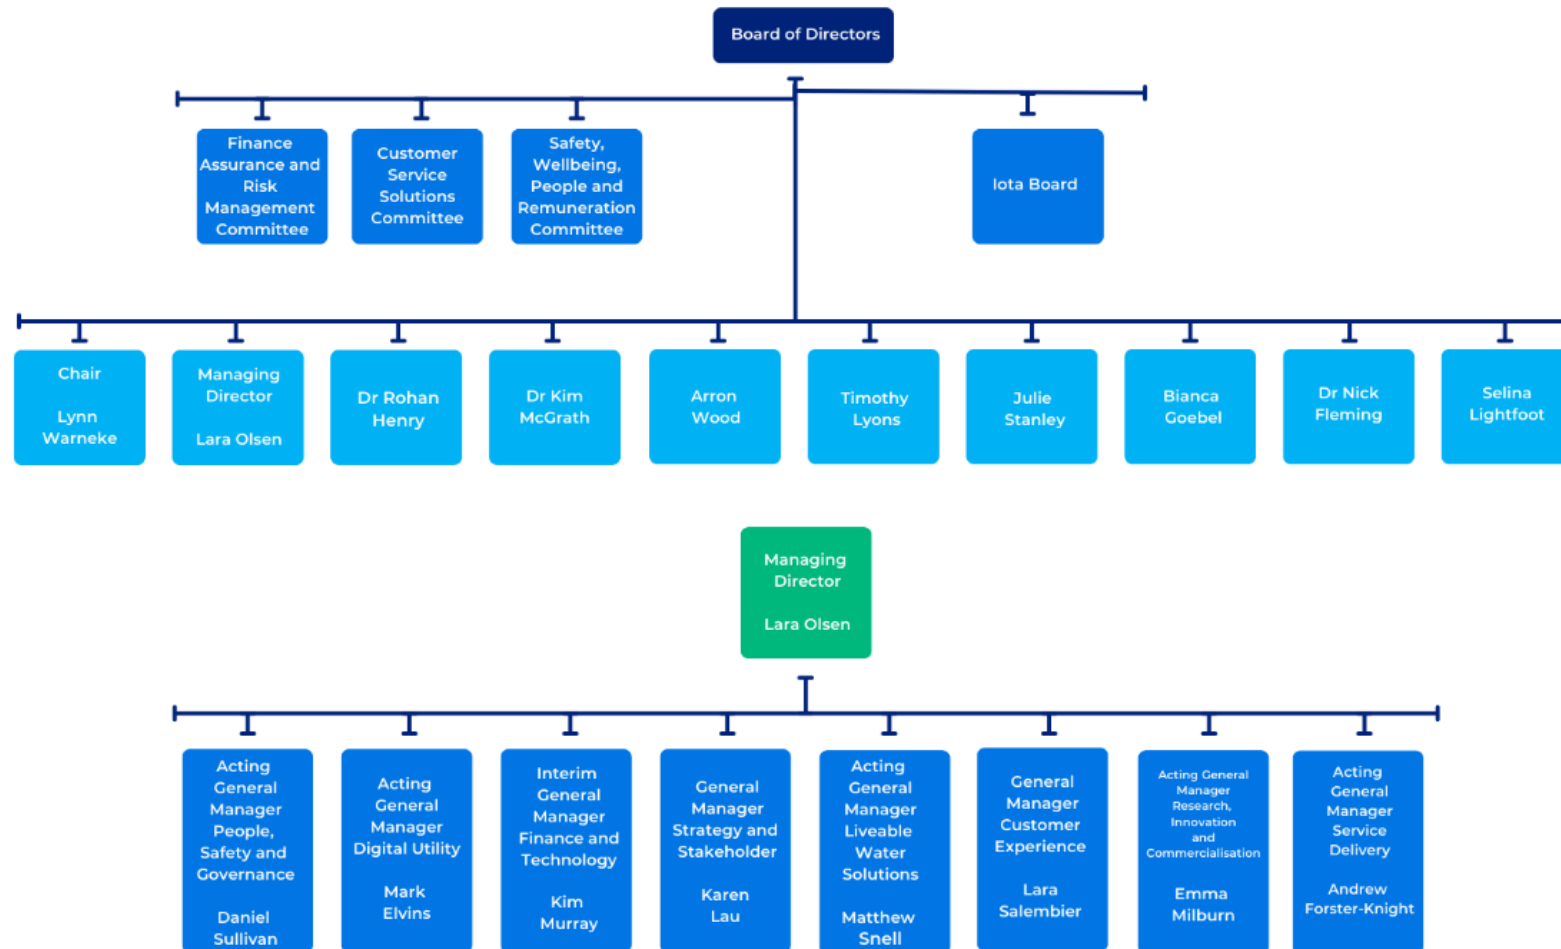 Board of Directors
Finance
Assurance and
Risk
Management
Committee
Customer
Service
Solutions
Committee
Safety,
Wellbeing,
People and
Remuneration
Committee
Iota Board
Chair
Lynn
Warneke
Managing
Director
Lara Olsen
Dr Rohan
Henry
Dr Kim
McGrath
Arron
Wood
Timothy
Lyons
Julie
Stanley
Bianca
Goebel
Dr Nick
Fleming
Selina
Lightfoot
Managing
Director
Lara Olsen
Acting
General
Manager
People,
Safety and
Governance
Daniel
Sullivan
Acting
General
Manager
Digital Utility
Mark
Elvins
Interim
General
Manager
Finance and
Technology
Kim
Murray
General
Manager
Strategy and
Stakeholder
Karen
Lau
Acting
General
Manager
Liveable
Water
Solutions
Matthew
Snell
General
Manager
Customer
Experience
Lara
Salembier
Acting General
Manager
Research,
Innovation
and
Commercialisation
Emma
Milburn
Acting
General
Manager
Service
Delivery
Andrew
Forster-Knight